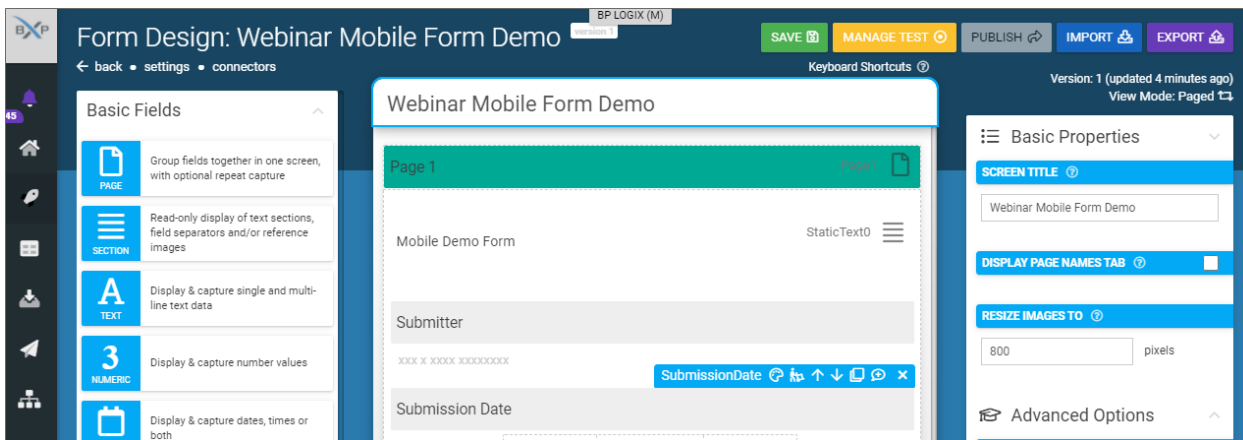 BP LOGIX (M)
BXP
Form Design: Webinar Mobile Form Demo
version 1
SAVE
MANAGE TEST
PUBLISH
IMPORT
EXPORT
← back • settings • connectors
Keyboard Shortcuts
Version: 1 (updated 4 minutes ago)
View Mode: Paged
45
Basic Fields
PAGE
Group fields together in one screen,
with optional repeat capture
SECTION
Read-only display of text sections,
field separators and/or reference
images
A
TEXT
Display & capture single and multi-
line text data
3
NUMERIC
Display & capture number values
Display & capture dates, times or
both
Webinar Mobile Form Demo
Page 1
Page1
Mobile Demo Form
StaticText0
Submitter
xxx x xxxx xxxxxxxx
SubmissionDate
Submission Date
Basic Properties
SCREEN TITLE
Webinar Mobile Form Demo
DISPLAY PAGE NAMES TAB
RESIZE IMAGES TO
800
pixels
Advanced Options